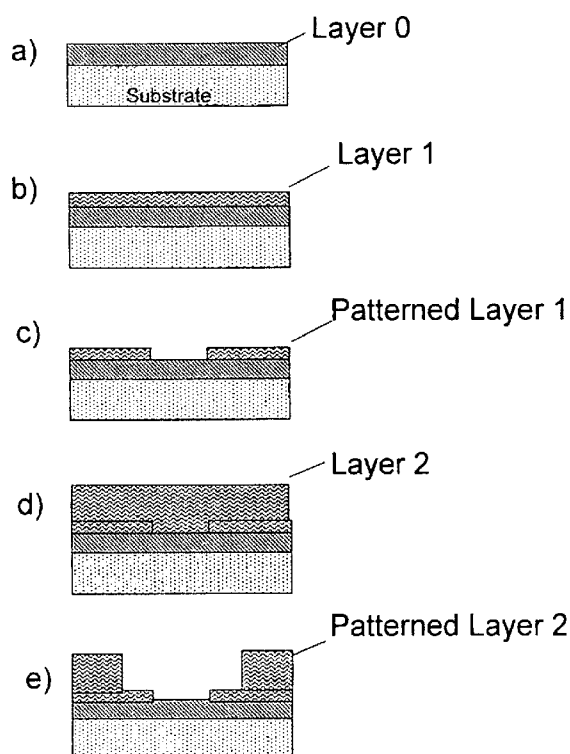 a)
Layer 0
Substrate
b)
Layer 1
c)
Patterned Layer 1
d)
Layer 2
e)
Patterned Layer 2